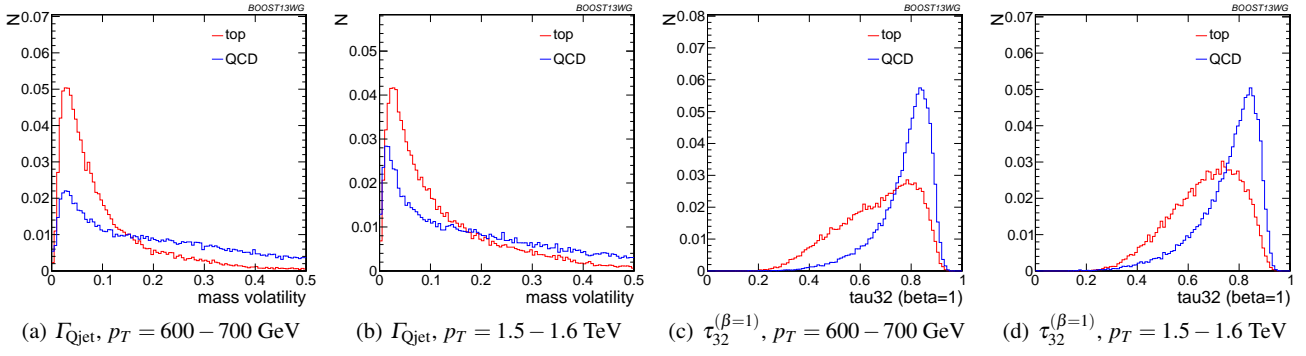 BOOST13WG
N
0.07
0.06
0.05
0.04
0.03
0.02
0.01
0
0 0.1 0.2 0.3 0.4 0.5
top
QCD
mass volatility
BOOST13WG
N
0.05
0.04
0.03
0.02
0.01
0
0 0.1 0.2 0.3 0.4 0.5
top
QCD
mass volatility
BOOST13WG
N
0.08
0.07
0.06
0.05
0.04
0.03
0.02
0.01
0
0 0.2 0.4 0.6 0.8 1
top
QCD
tau32 (beta=1)
BOOST13WG
N
0.07
0.06
0.05
0.04
0.03
0.02
0.01
0
0 0.2 0.4 0.6 0.8 1
top
QCD
tau32 (beta=1)
(a) Γ_Qjet, p_T = 600 – 700 GeV
(b) Γ_Qjet, p_T = 1.5 – 1.6 TeV
(c) τ_32^(β=1), p_T = 600 – 700 GeV
(d) τ_32^(β=1), p_T = 1.5 – 1.6 TeV